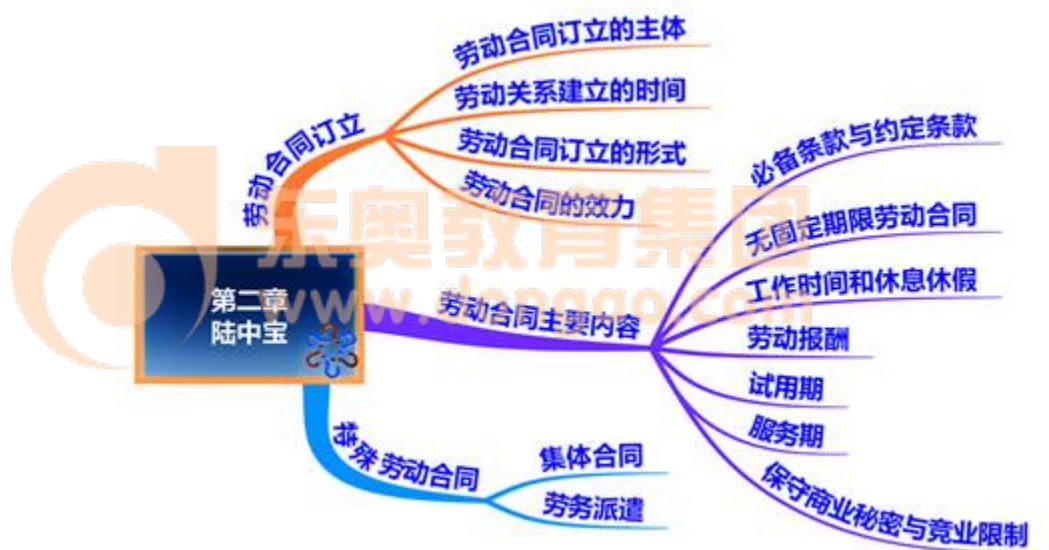 劳动合同订立的主体
劳动关系建立的时间
劳动合同订立的形式
劳动合同的效力
劳动合同订立
必备条款与约定条款
无固定期限劳动合同
工作时间和休息休假
劳动报酬
试用期
服务期
保守商业秘密与竞业限制
劳动合同主要内容
第二章
陆中宝
特殊 劳动合同
集体合同
劳务派遣
东奥教育集团
www.dongao.com